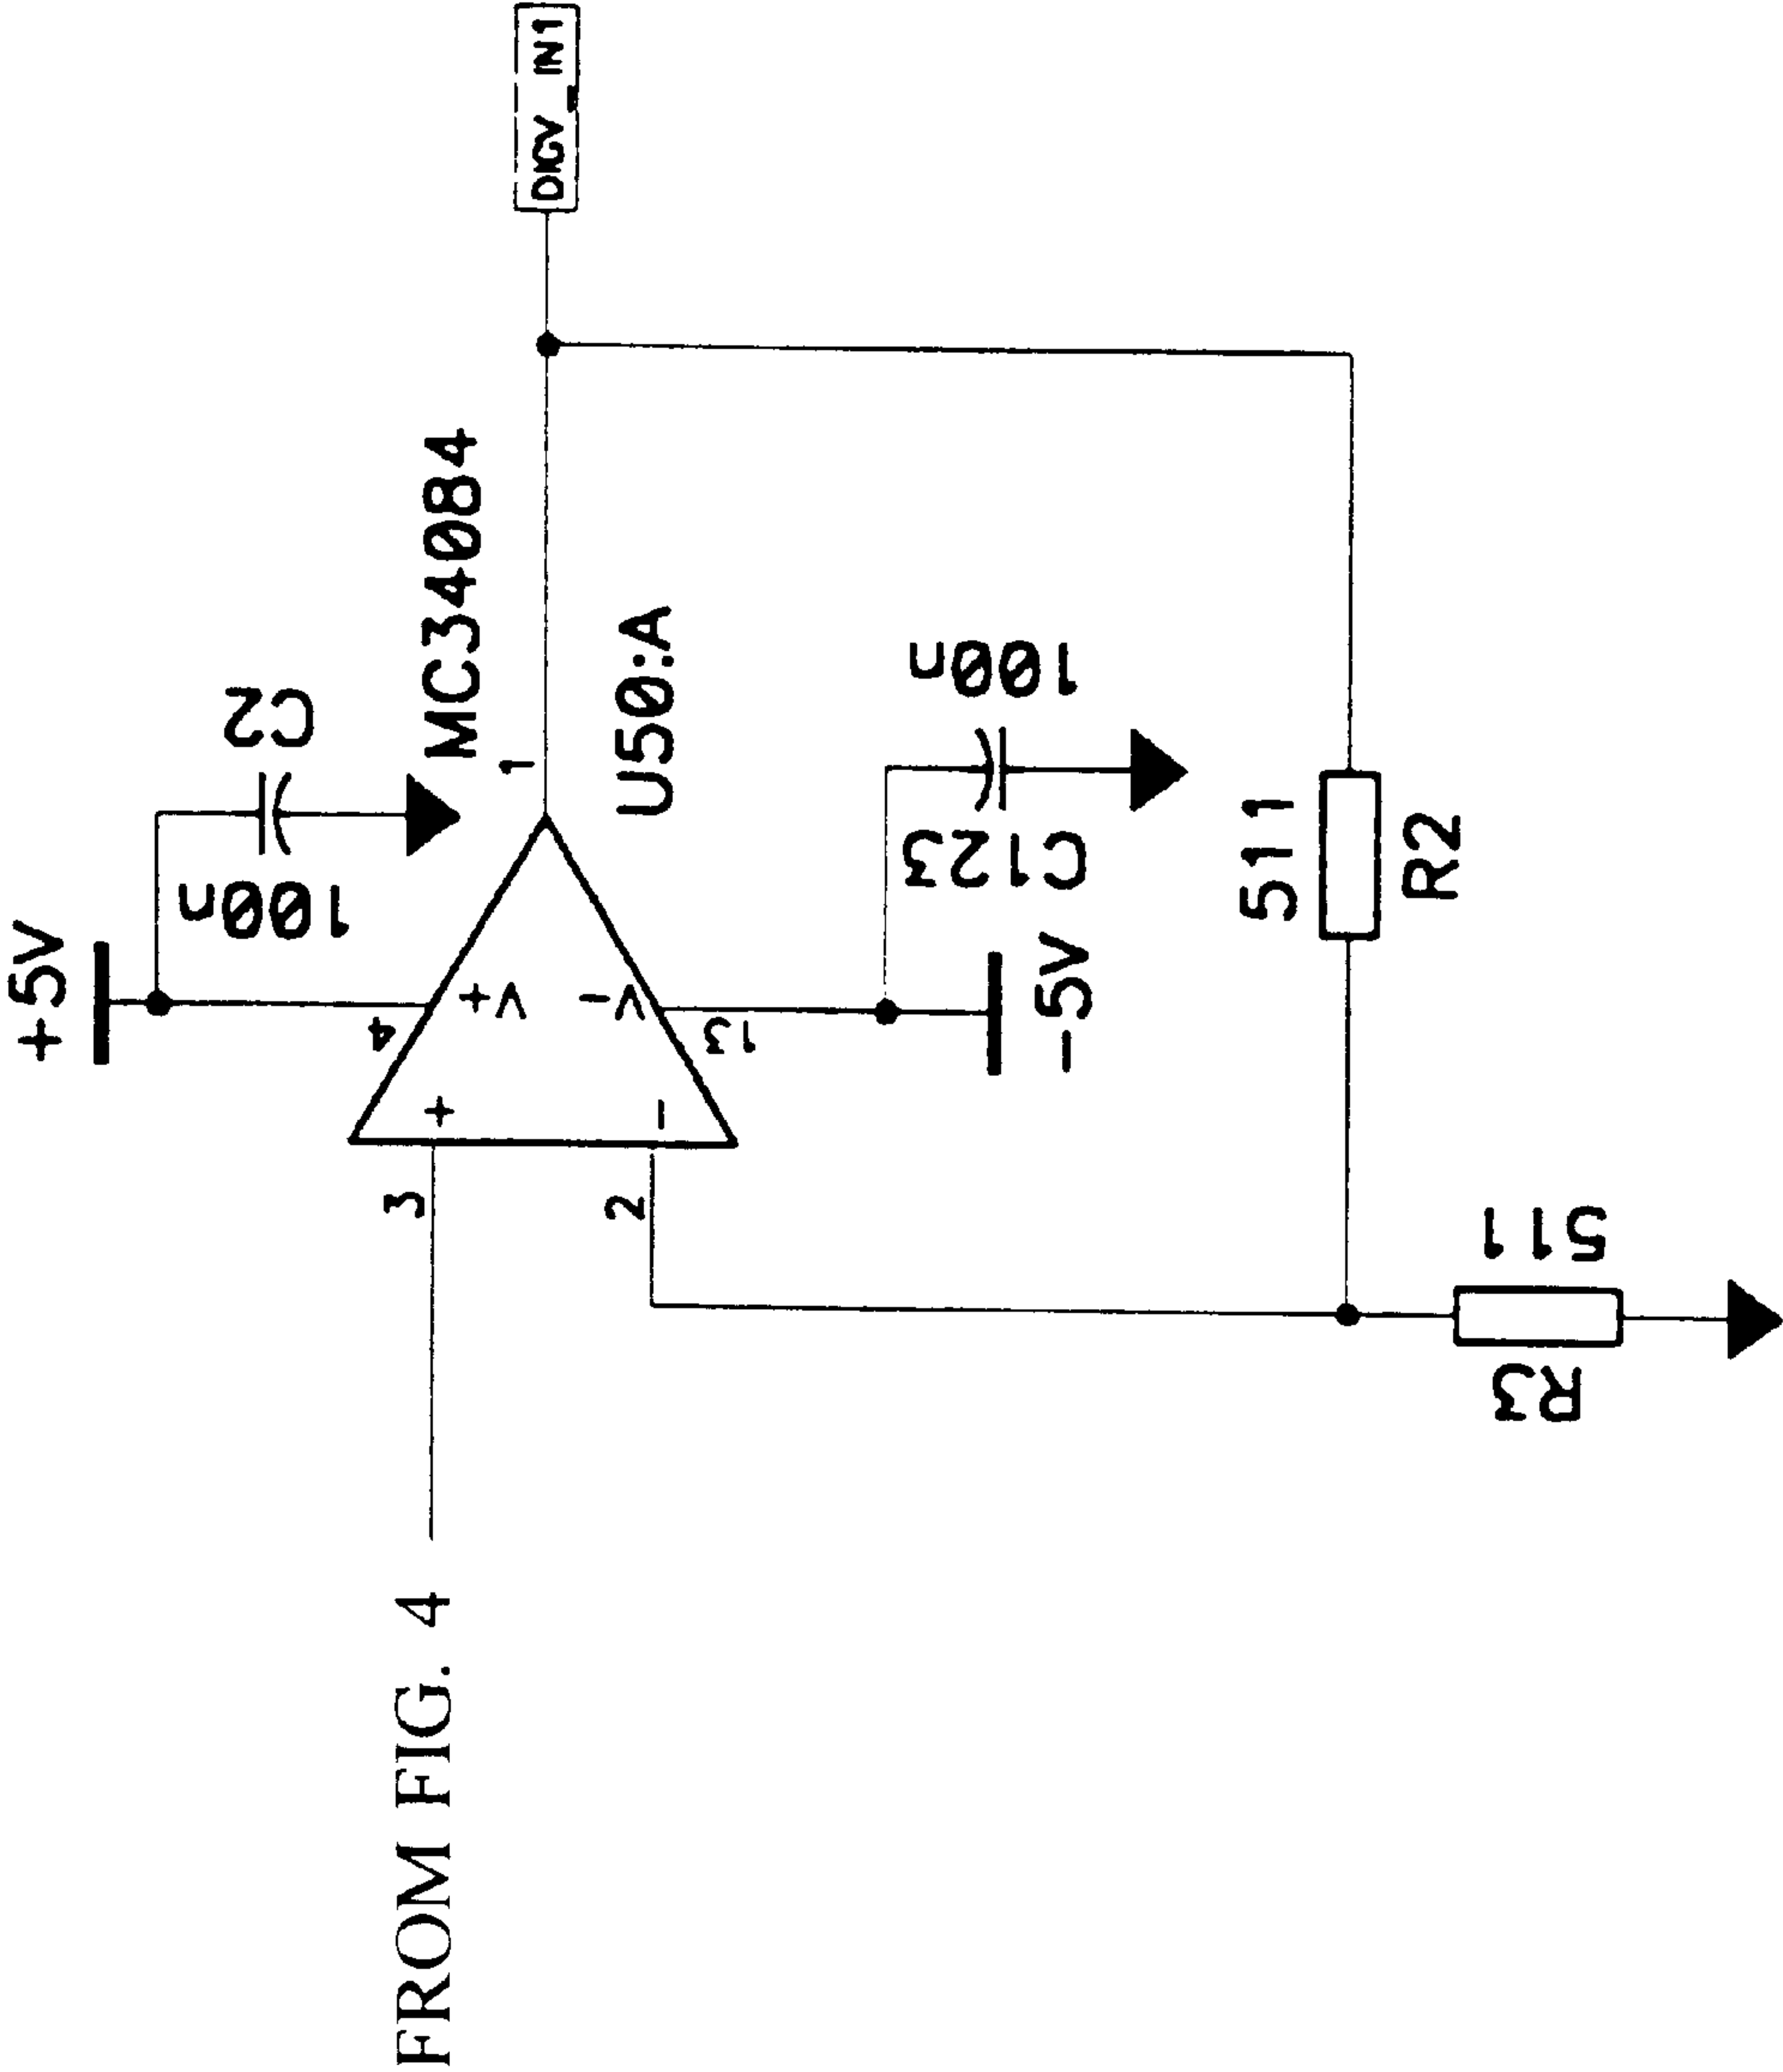 +5V
C2
100n
4
MC34084
1
V+
V-
+
3
FROM FIG. 4
U50:A
-
2
13
100n
C123
-5V
511
R2
511
R3